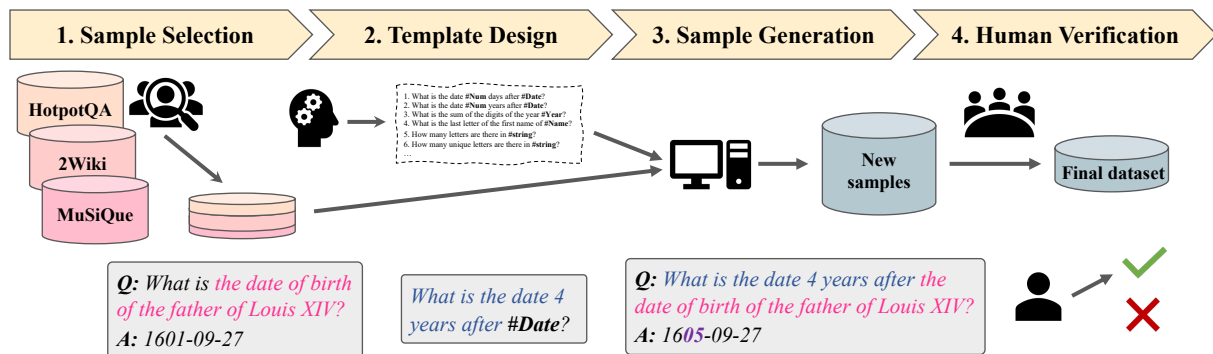 1. Sample Selection
2. Template Design
3. Sample Generation
4. Human Verification
HotpotQA
2Wiki
MuSiQue
1. What is the date #Num days after #Date?
2. What is the date #Num years after #Date?
3. What is the sum of the digits of the year #Year?
4. What is the last letter of the first name of #Name?
5. How many letters are there in #string?
6. How many unique letters are there in #string?
...
New
samples
Final dataset
Q: What is the date of birth
of the father of Louis XIV?
A: 1601-09-27
What is the date 4
years after #Date?
Q: What is the date 4 years after the
date of birth of the father of Louis XIV?
A: 1605-09-27